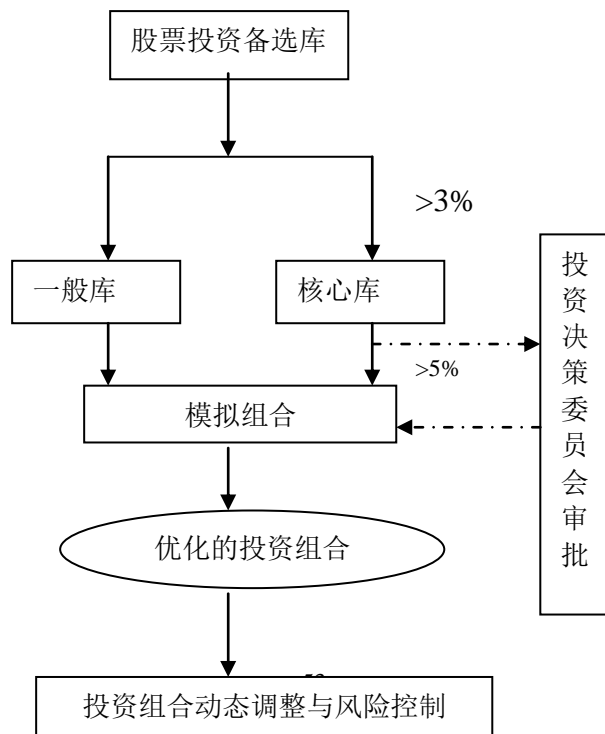 股票投资备选库
>3%
一般库
核心库
>5%
投资决策委员会审批
模拟组合
优化的投资组合
投资组合动态调整与风险控制